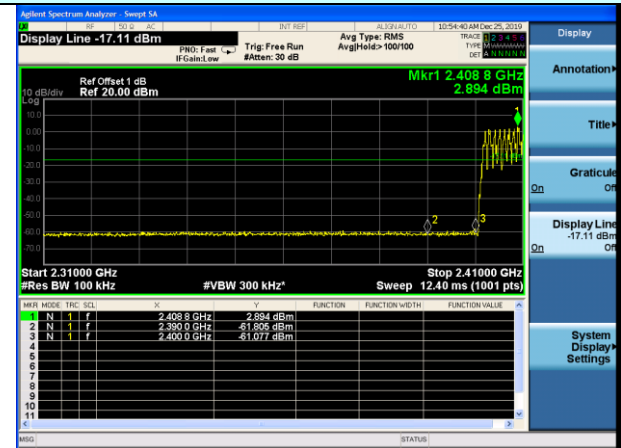 Agilent Spectrum Analyzer - Swept SA
RF 50 Ω AC INT REF ALIGNAUTO 10:54:40 AM Dec 25, 2019
Display Line -17.11 dBm
PNO: Fast
IFGain:Low
Trig: Free Run
#Atten: 30 dB
Avg Type: RMS
Avg|Hold:> 100/100
TRACE 1 2 3 4 5 6
TYPE M
DET A N N N N N
Ref Offset 1 dB
10 dB/div Ref 20.00 dBm
Log
Mkr1 2.408 8 GHz
2.894 dBm
10.0
0.00
-10.0
-20.0
-30.0
-40.0
-50.0
-60.0
-70.0
1
2
3
Start 2.31000 GHz
Stop 2.41000 GHz
#Res BW 100 kHz #VBW 300 kHz* Sweep 12.40 ms (1001 pts)
MKR MODE TRC SCL X Y FUNCTION FUNCTION WIDTH FUNCTION VALUE
1 N 1 f 2.408 8 GHz 2.894 dBm
2 N 1 f 2.390 0 GHz -61.805 dBm
3 N 1 f 2.400 0 GHz -61.077 dBm
4
5
6
7
8
9
10
11
MSG STATUS
Display
Annotation
Title
Graticule
On Off
Display Line
-17.11 dBm
On Off
System
Display
Settings